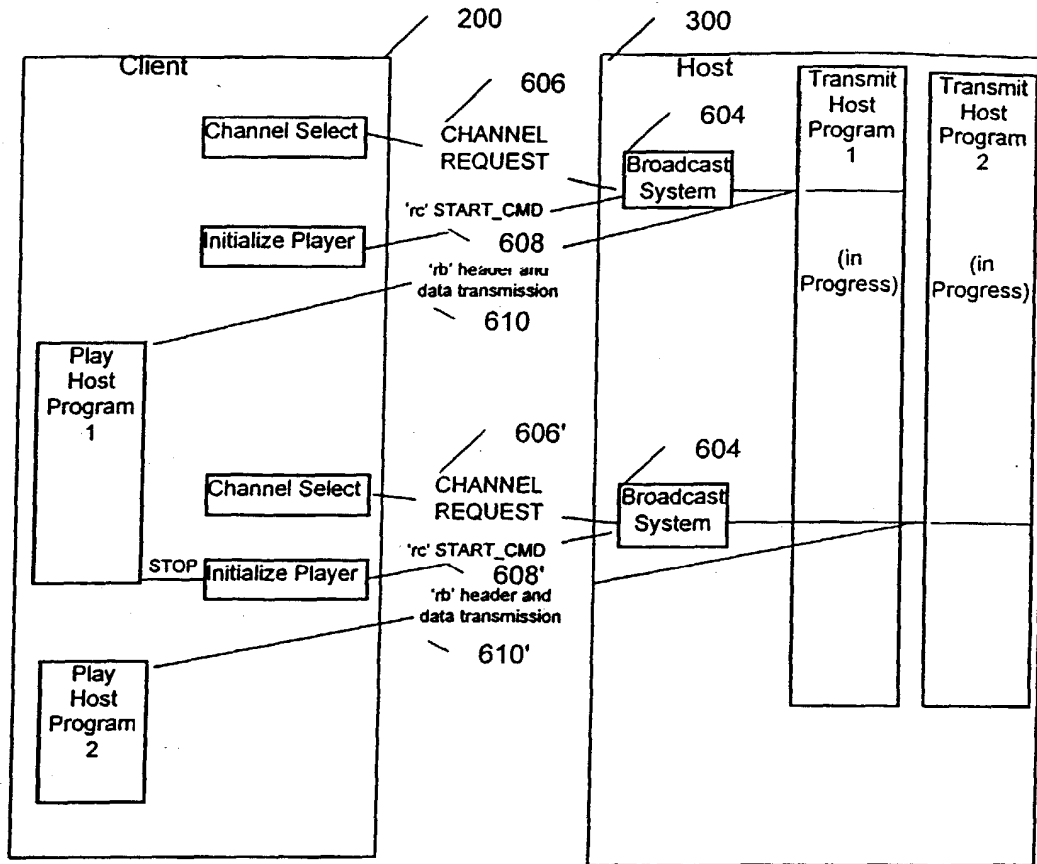 200
300
Client
Host
606
Channel Select
CHANNEL
REQUEST
604
Broadcast
System
Transmit
Host
Program
1
Transmit
Host
Program
2
'rc' START_CMD
Initialize Player
608
'rb' header and
data transmission
610
(in
Progress)
(in
Progress)
Play
Host
Program
1
606'
Channel Select
CHANNEL
REQUEST
604
Broadcast
System
'rc' START_CMD
STOP
Initialize Player
608'
'rb' header and
data transmission
610'
Play
Host
Program
2